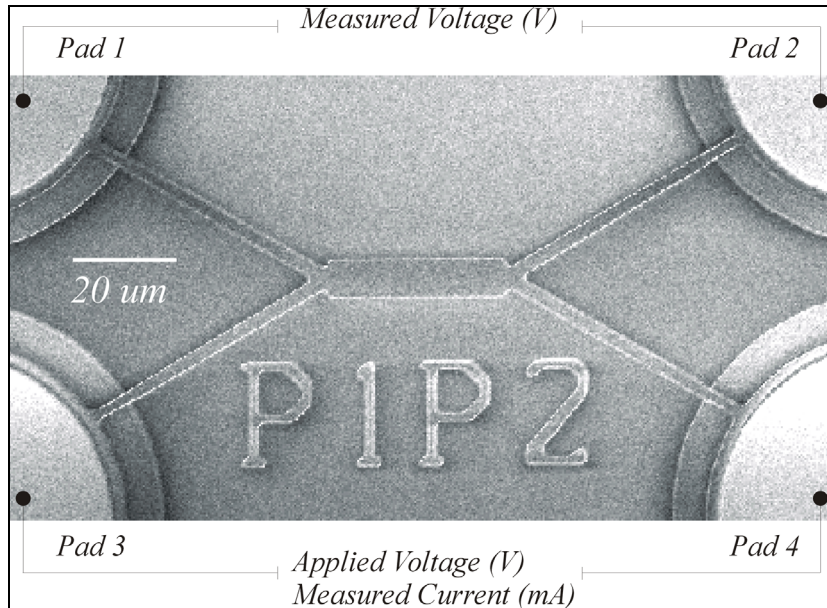 Measured Voltage (V)
Pad 1
Pad 2
20 um
P1P2
Pad 3
Pad 4
Applied Voltage (V)
Measured Current (mA)